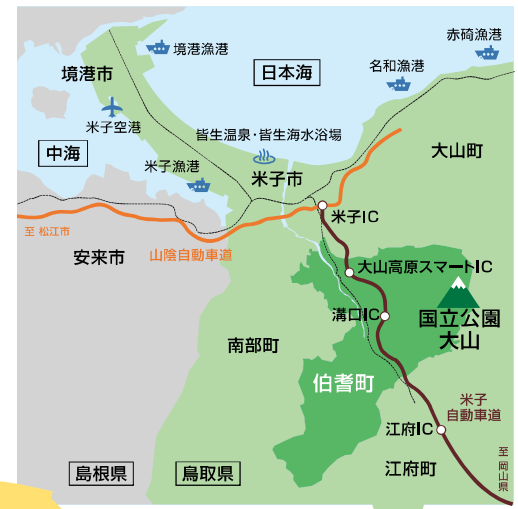 赤碕漁港
境港漁港
境港市
日本海
名和漁港
米子空港
皆生温泉・皆生海水浴場
大山町
中海
米子漁港
米子市
米子IC
至 松江市
山陰自動車道
安来市
大山高原スマートIC
溝口IC
国立公園
大山
南部町
伯耆町
米子
自動車道
江府IC
至 岡山県
島根県
鳥取県
江府町